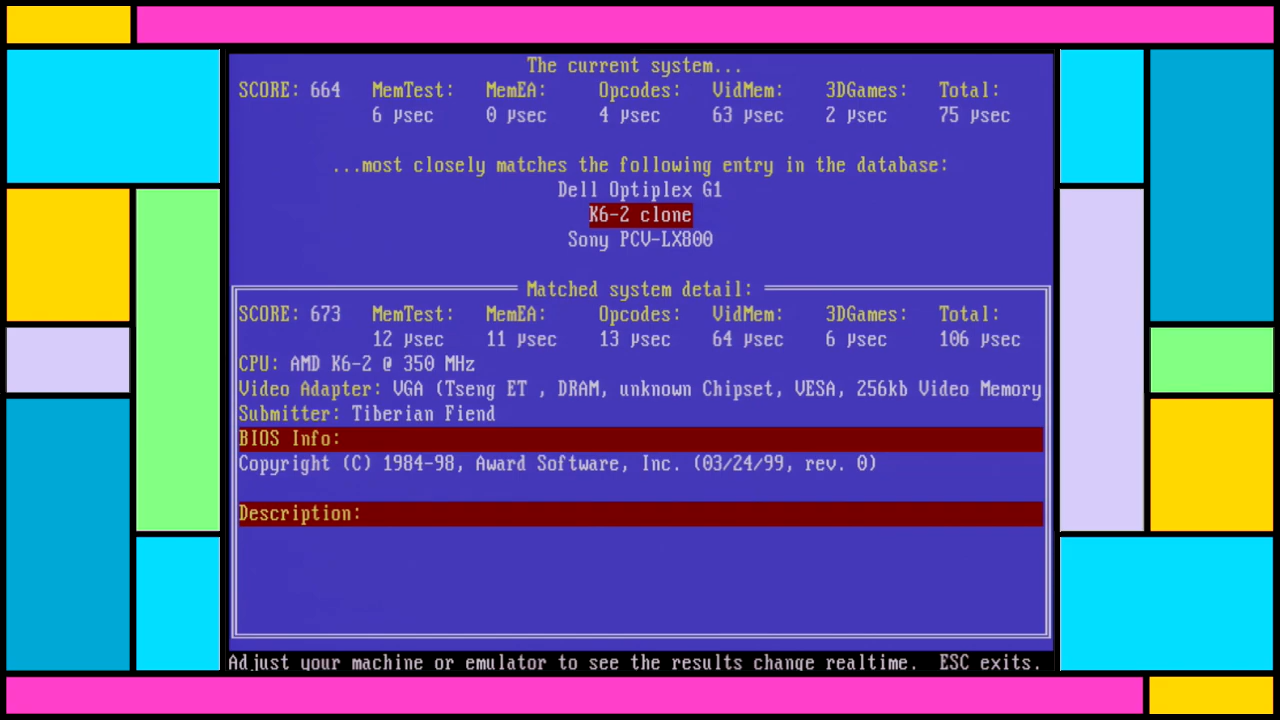 The current system...
SCORE: 664 MemTest: MemEA: Opcodes: VidMem: 3DGames: Total:
6 µsec 0 µsec 4 µsec 63 µsec 2 µsec 75 µsec
...most closely matches the following entry in the database:
Dell Optiplex G1
K6-2 clone
Sony PCV-LX800
Matched system detail:
SCORE: 673 MemTest: MemEA: Opcodes: VidMem: 3DGames: Total:
12 µsec 11 µsec 13 µsec 64 µsec 6 µsec 106 µsec
CPU: AMD K6-2 @ 350 MHz
Video Adapter: VGA (Tseng ET , DRAM, unknown Chipset, VESA, 256kb Video Memory
Submitter: Tiberian Fiend
BIOS Info:
Copyright (C) 1984-98, Award Software, Inc. (03/24/99, rev. 0)
Description:
Adjust your machine or emulator to see the results change realtime. ESC exits.